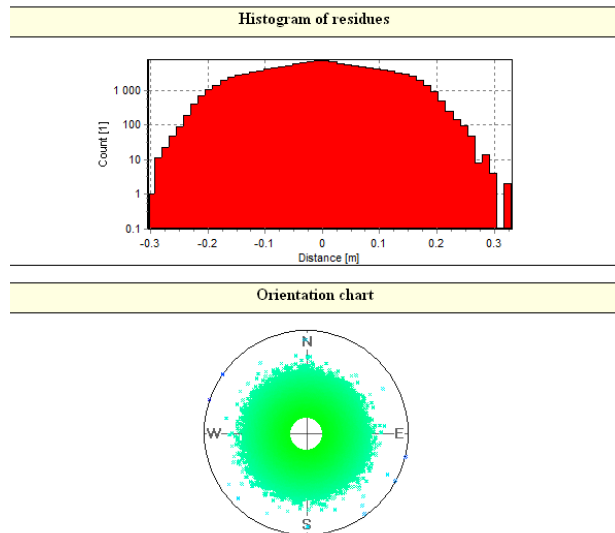 Histogram of residues
Count [1]
1 000
100
10
1
0.1
-0.3 -0.2 -0.1 0 0.1 0.2 0.3
Distance [m]
Orientation chart
N
W E
S